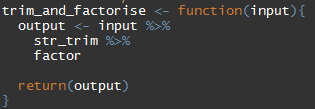 trim_and_factorise <- function(input){
  output <- input %>%
    str_trim %>%
    factor

  return(output)
}